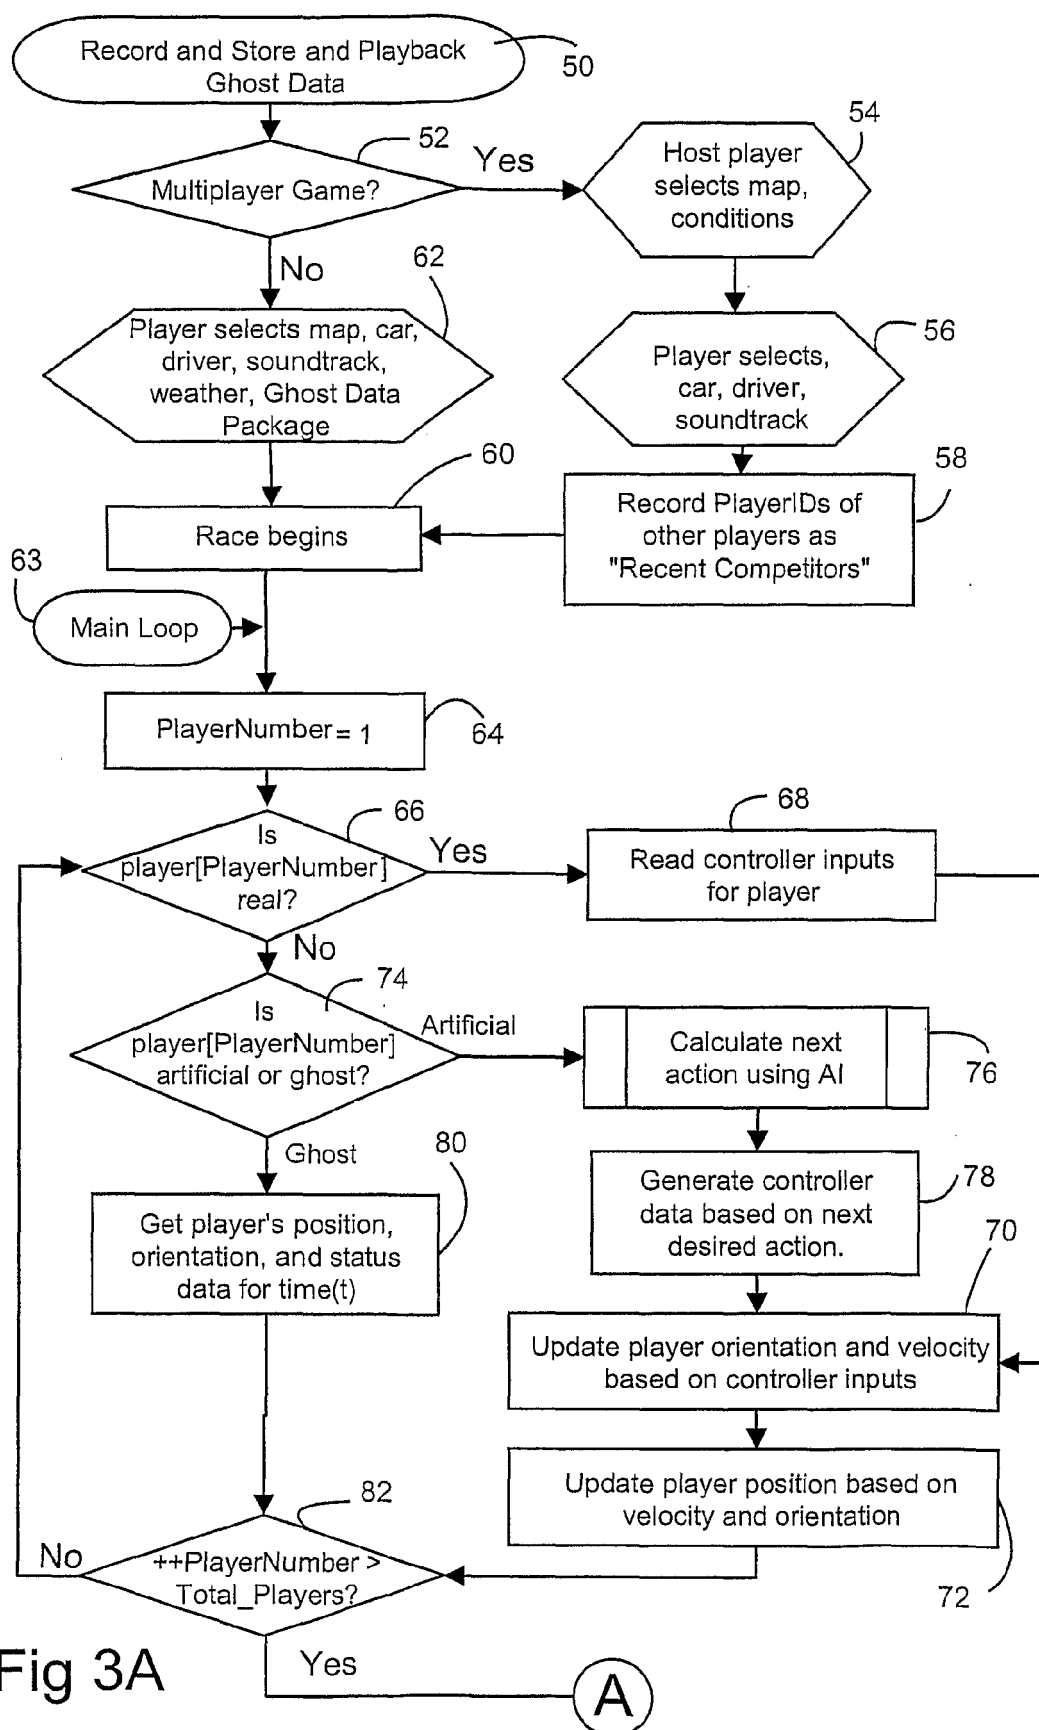 Record and Store and Playback
Ghost Data
50
52
Multiplayer Game?
Yes
54
Host player
selects map,
conditions
No
62
Player selects map, car,
driver, soundtrack,
weather, Ghost Data
Package
56
Player selects,
car, driver,
soundtrack
60
Race begins
58
Record PlayerIDs of
other players as
"Recent Competitors"
63
Main Loop
PlayerNumber = 1
64
66
Is
player[PlayerNumber]
real?
Yes
68
Read controller inputs
for player
No
74
Is
player[PlayerNumber]
artificial or ghost?
Artificial
Calculate next
action using AI
76
Ghost
80
Get player's position,
orientation, and status
data for time(t)
Generate controller
data based on next
desired action.
78
70
Update player orientation and velocity
based on controller inputs
Update player position based on
velocity and orientation
72
82
++PlayerNumber >
Total_Players?
No
Yes
A
Fig 3A